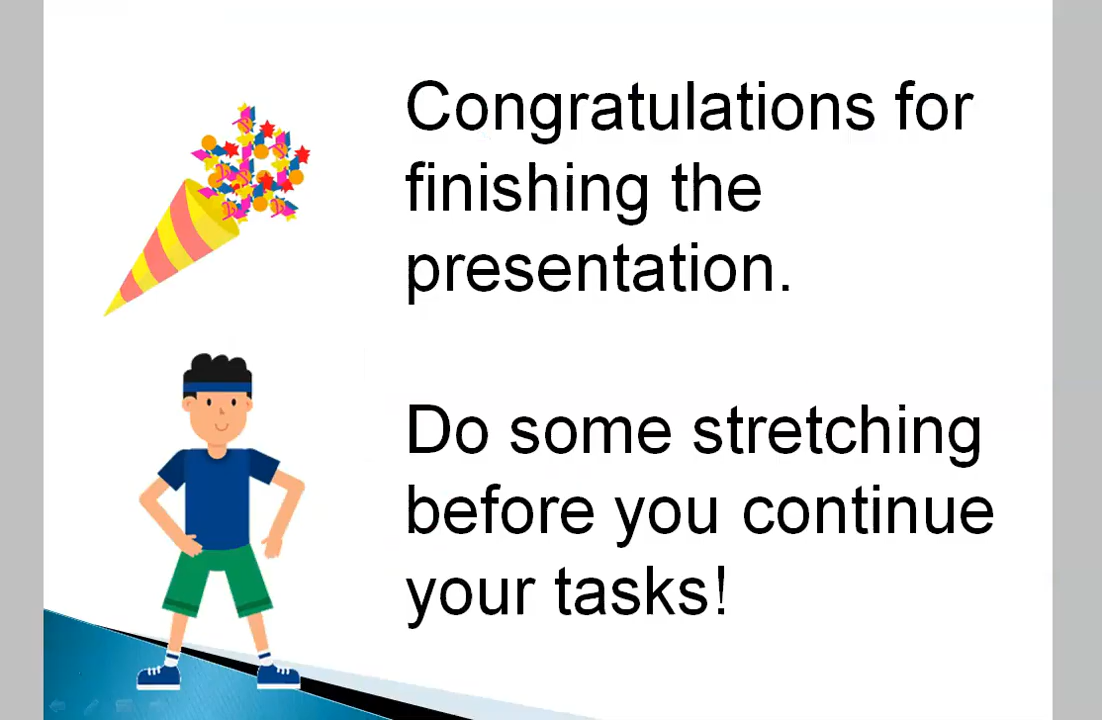 Congratulations for
finishing the
presentation.
Do some stretching
before you continue
your tasks!